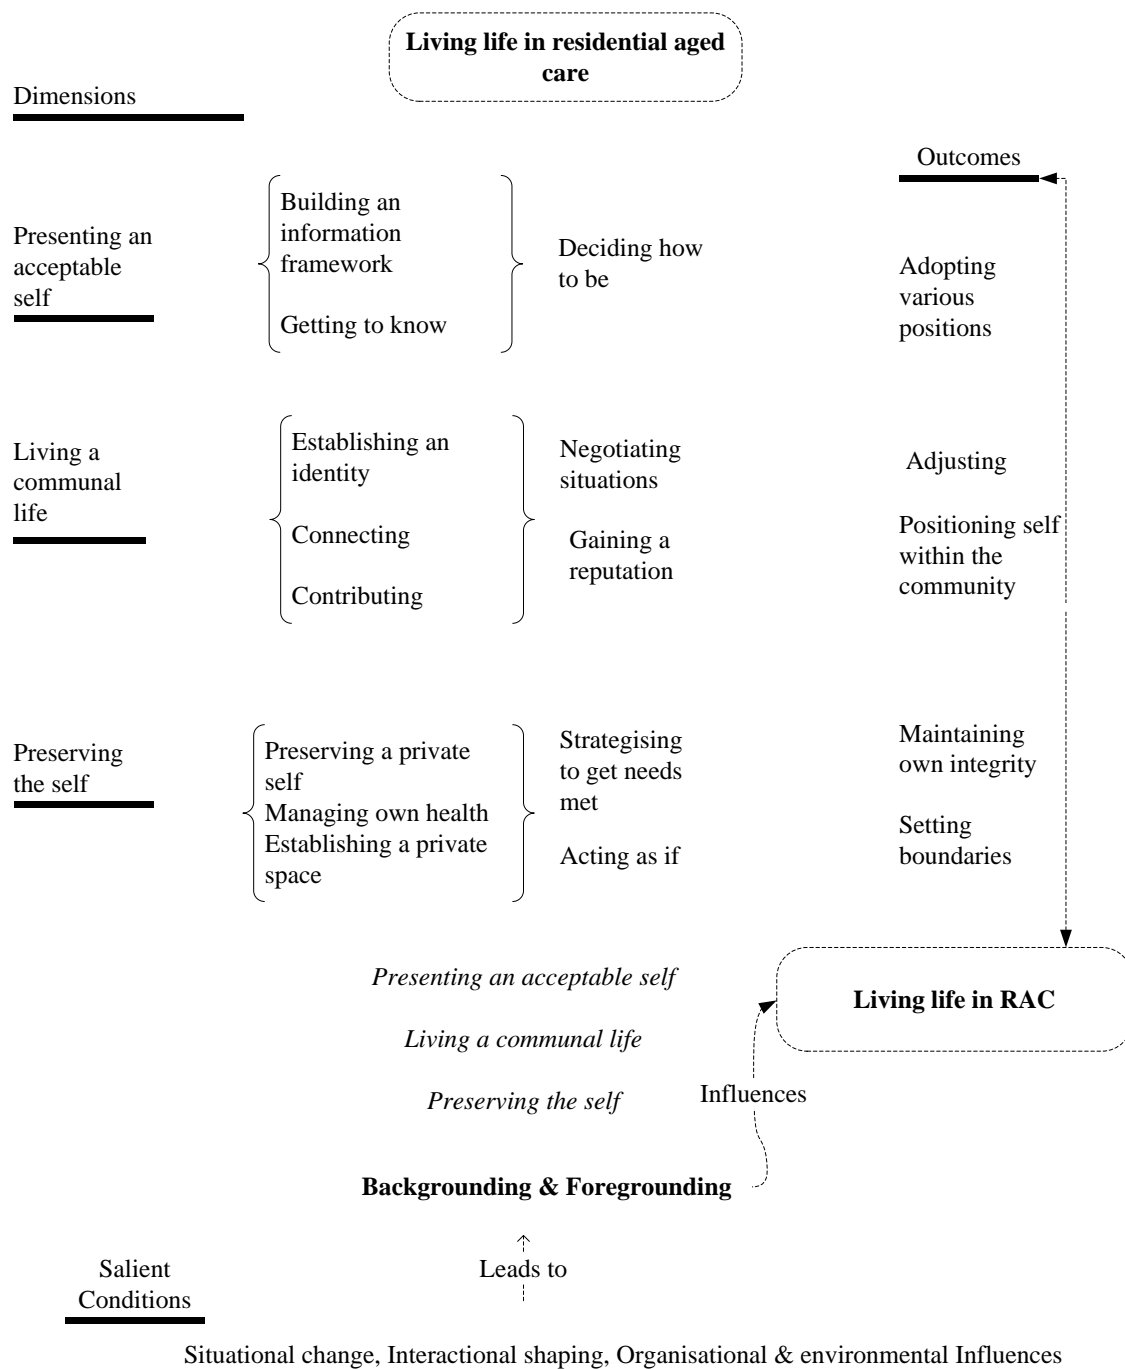 Living life in residential aged
care
Dimensions
Outcomes
Presenting an
acceptable
self
Building an
information
framework
Getting to know
Deciding how
to be
Adopting
various
positions
Living a
communal
life
Establishing an
identity
Connecting
Contributing
Negotiating
situations
Gaining a
reputation
Adjusting
Positioning self
within the
community
Preserving
the self
Preserving a private
self
Managing own health
Establishing a private
space
Strategising
to get needs
met
Acting as if
Maintaining
own integrity
Setting
boundaries
Presenting an acceptable self
Living a communal life
Preserving the self
Living life in RAC
Influences
Backgrounding & Foregrounding
Leads to
Salient
Conditions
Situational change, Interactional shaping, Organisational & environmental Influences